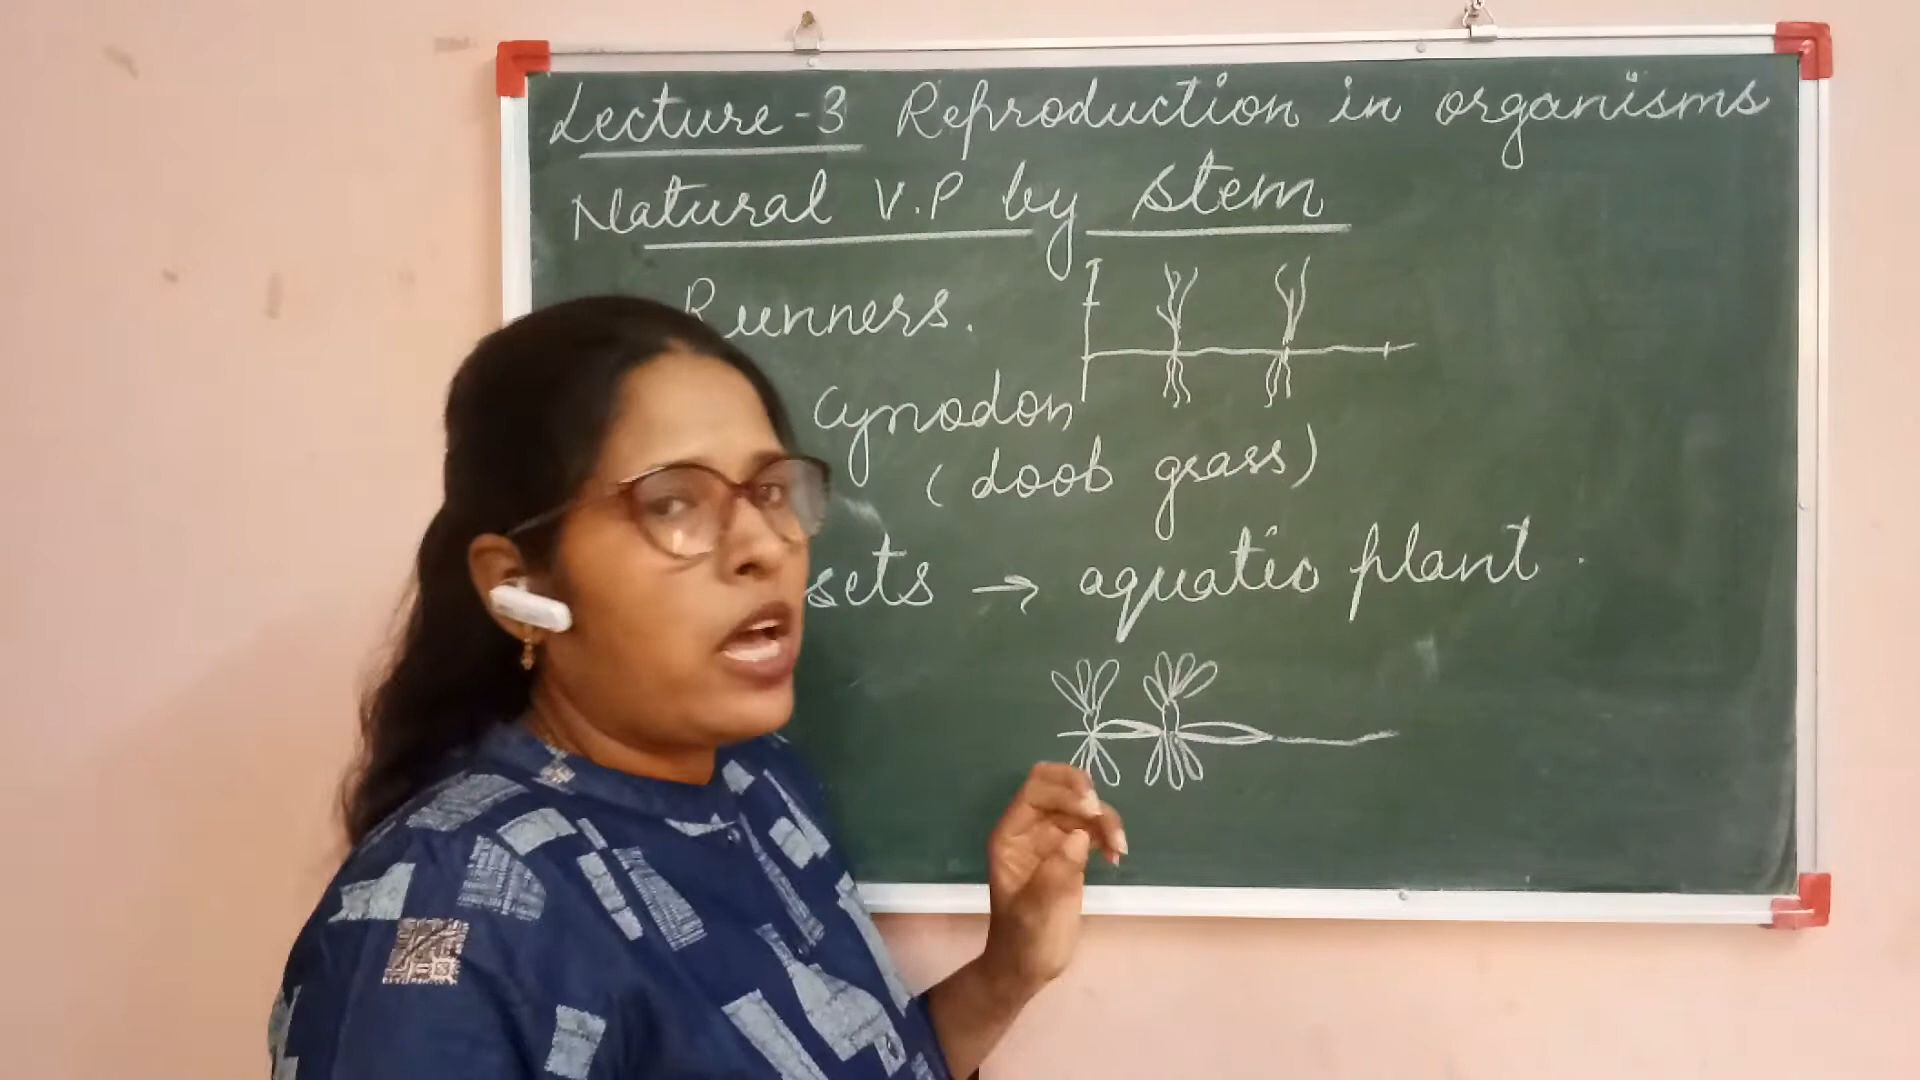 Lecture-3 Reproduction in organisms
Natural V.P by stem
Runners.
Cynodon
(doob grass)
sets → aquatic plant.